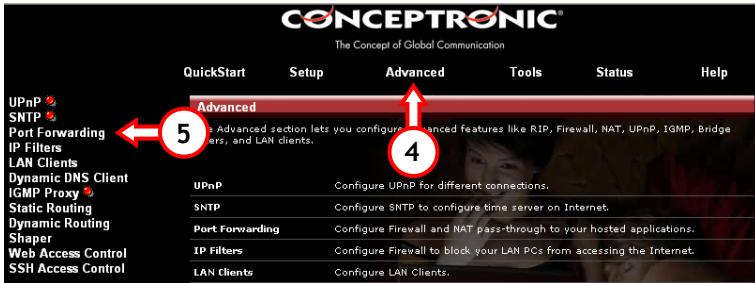 CONCEPTRONIC®
The Concept of Global Communication
QuickStart Setup Advanced Tools Status Help
UPnP
SNTP
Port Forwarding
IP Filters
LAN Clients
Dynamic DNS Client
IGMP Proxy
Static Routing
Dynamic Routing
Shaper
Web Access Control
SSH Access Control
5
4
Advanced
Advanced section lets you configure advanced features like RIP, Firewall, NAT, UPnP, IGMP, Bridge
and LAN clients.
UPnP Configure UPnP for different connections.
SNTP Configure SNTP to configure time server on Internet.
Port Forwarding Configure Firewall and NAT pass-through to your hosted applications.
IP Filters Configure Firewall to block your LAN PCs from accessing the Internet.
LAN Clients Configure LAN Clients.